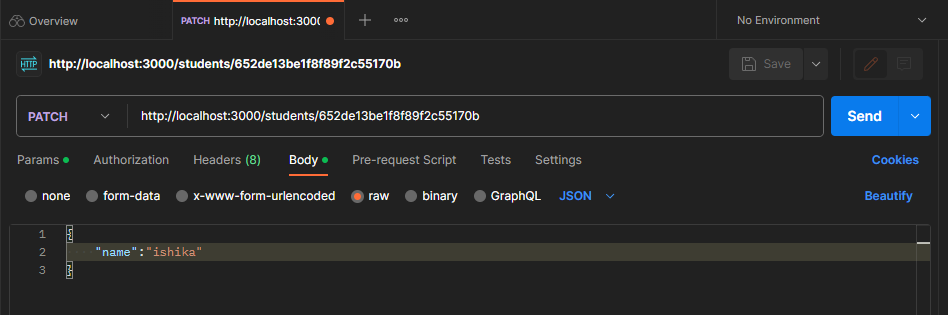 Overview
PATCH http://localhost:3000
No Environment
HTTP http://localhost:3000/students/652de13be1f8f89f2c55170b
Save
PATCH http://localhost:3000/students/652de13be1f8f89f2c55170b
Send
Params Authorization Headers (8) Body Pre-request Script Tests Settings Cookies
none form-data x-www-form-urlencoded raw binary GraphQL JSON Beautify
1 {
2 "name":"ishika"
3 }